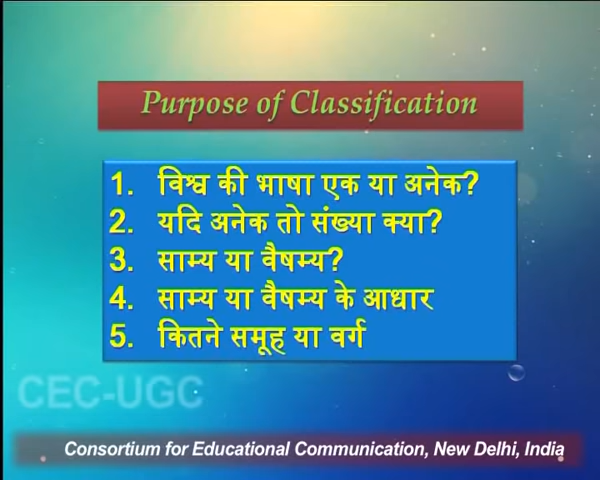 Purpose of Classification
1. विश्व की भाषा एक या अनेक?
2. यदि अनेक तो संख्या क्या?
3. साम्य या वैषम्य?
4. साम्य या वैषम्य के आधार
5. कितने समूह या वर्ग
CEC-UGC
Consortium for Educational Communication, New Delhi, India